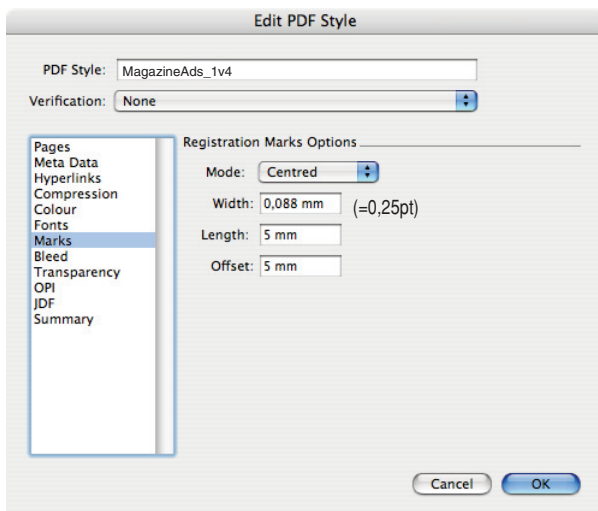 Edit PDF Style
PDF Style: MagazineAds_1v4
Verification: None
Pages
Meta Data
Hyperlinks
Compression
Colour
Fonts
Marks
Bleed
Transparency
OPI
JDF
Summary
Registration Marks Options
Mode: Centred
Width: 0,088 mm (=0,25pt)
Length: 5 mm
Offset: 5 mm
Cancel OK